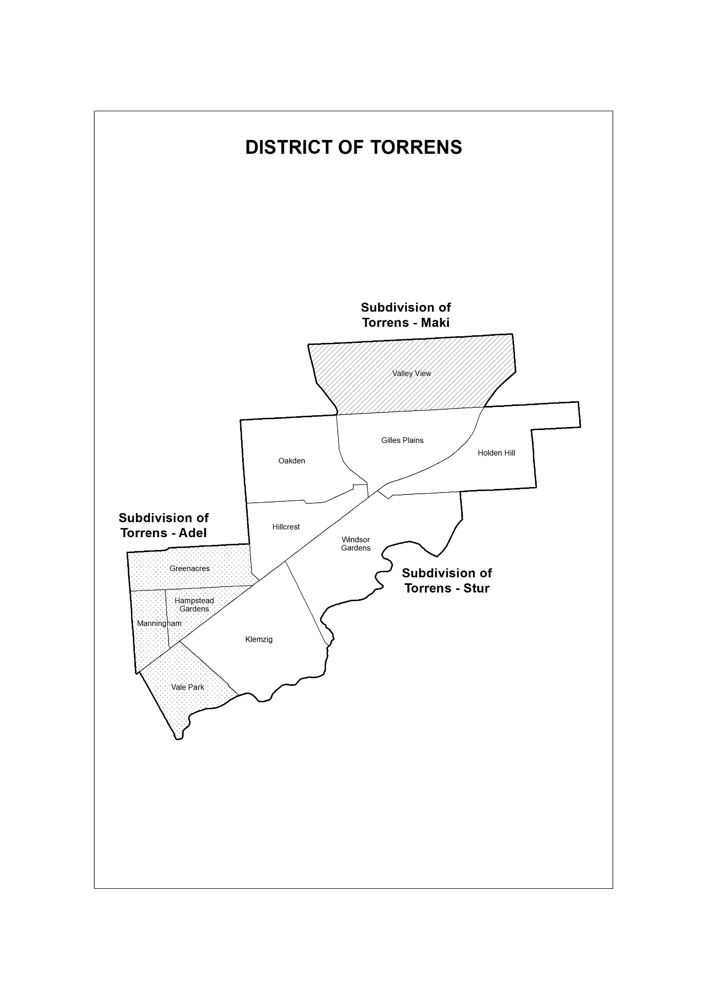 DISTRICT OF TORRENS
Subdivision of
Torrens - Maki
Valley View
Gilles Plains
Holden Hill
Oakden
Subdivision of
Torrens - Adel
Hillcrest
Windsor
Gardens
Greenacres
Subdivision of
Torrens - Stur
Hampstead
Gardens
Manningham
Klemzig
Vale Park